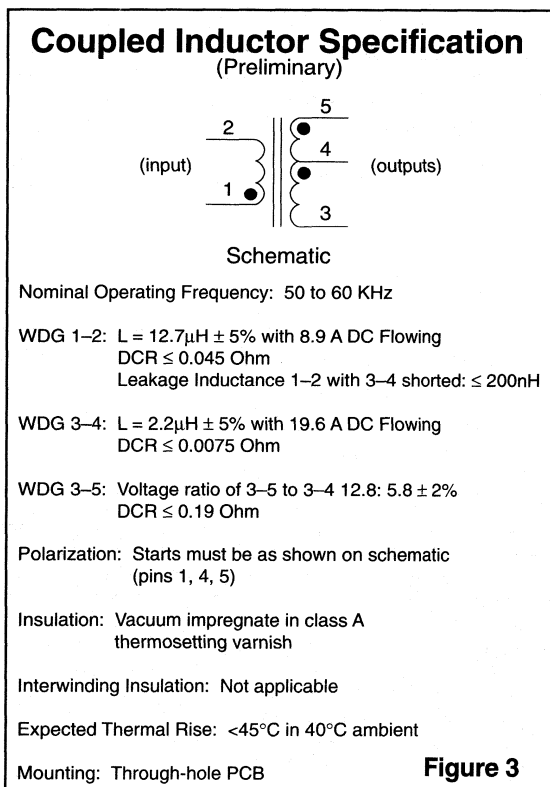 Coupled Inductor Specification
(Preliminary)
5
2
4
(input)
(outputs)
1
3
Schematic
Nominal Operating Frequency: 50 to 60 KHz
WDG 1–2: L = 12.7μH ± 5% with 8.9 A DC Flowing
DCR ≤ 0.045 Ohm
Leakage Inductance 1–2 with 3–4 shorted: ≤ 200nH
WDG 3–4: L = 2.2μH ± 5% with 19.6 A DC Flowing
DCR ≤ 0.0075 Ohm
WDG 3–5: Voltage ratio of 3–5 to 3–4 12.8: 5.8 ± 2%
DCR ≤ 0.19 Ohm
Polarization: Starts must be as shown on schematic
(pins 1, 4, 5)
Insulation: Vacuum impregnate in class A
thermosetting varnish
Interwinding Insulation: Not applicable
Expected Thermal Rise: <45°C in 40°C ambient
Mounting: Through-hole PCB
Figure 3